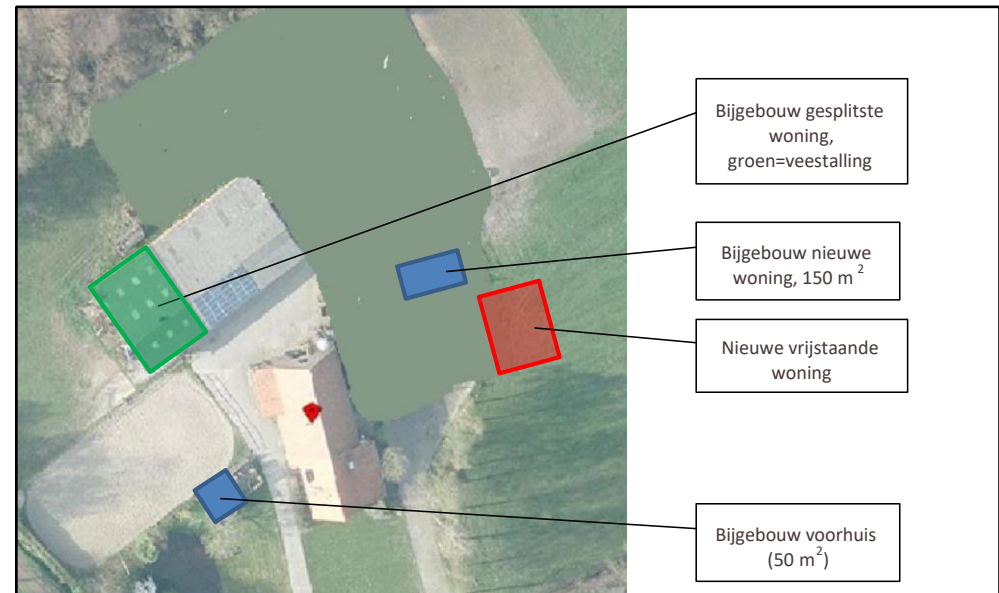 Bijgebouw gesplitste
woning,
groen=veestalling
Bijgebouw nieuwe
woning, 150 m²
Nieuwe vrijstaande
woning
Bijgebouw voorhuis
(50 m²)